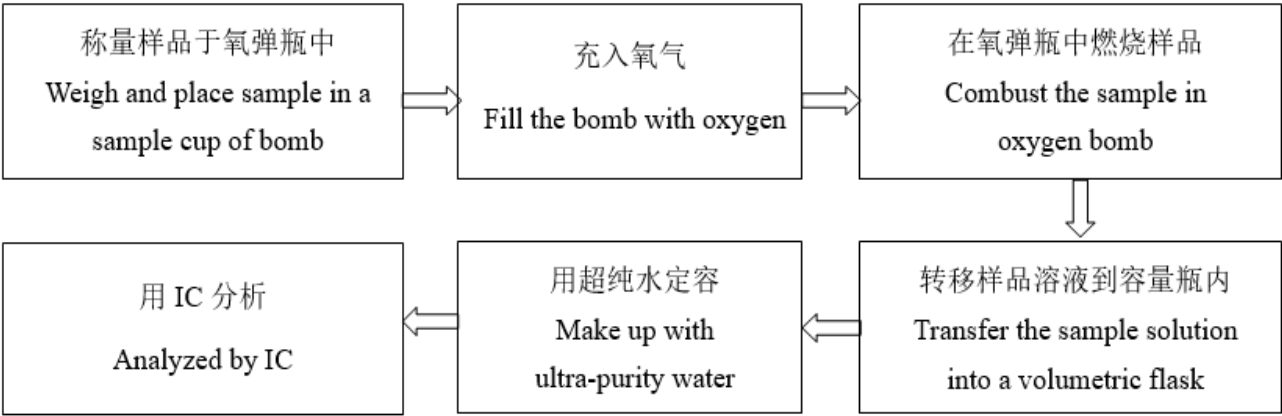 称量样品于氧弹瓶中
Weigh and place sample in a
sample cup of bomb
充入氧气
Fill the bomb with oxygen
在氧弹瓶中燃烧样品
Combust the sample in
oxygen bomb
转移样品溶液到容量瓶内
Transfer the sample solution
into a volumetric flask
用超纯水定容
Make up with
ultra-purity water
用 IC 分析
Analyzed by IC